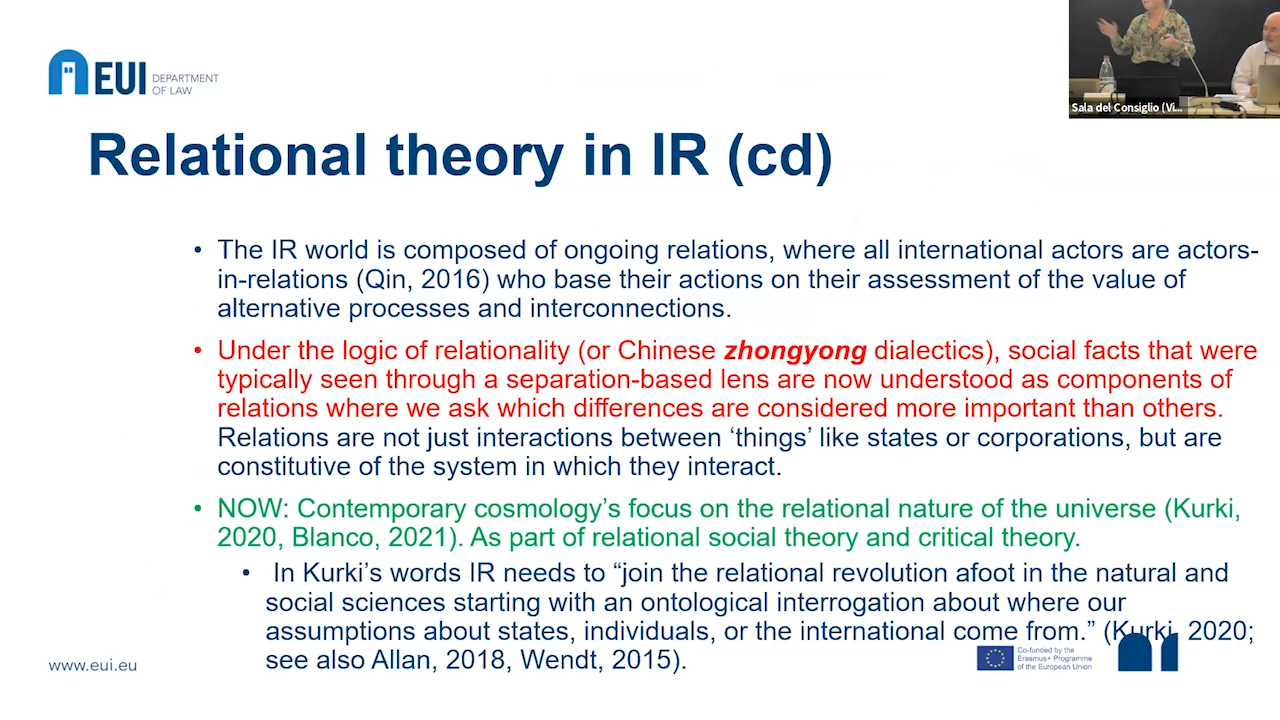 EUI DEPARTMENT
OF LAW
Sala del Consiglio (Vi...
Relational theory in IR (cd)
• The IR world is composed of ongoing relations, where all international actors are actors-
in-relations (Qin, 2016) who base their actions on their assessment of the value of
alternative processes and interconnections.
• Under the logic of relationality (or Chinese zhongyong dialectics), social facts that were
typically seen through a separation-based lens are now understood as components of
relations where we ask which differences are considered more important than others.
Relations are not just interactions between ‘things’ like states or corporations, but are
constitutive of the system in which they interact.
• NOW: Contemporary cosmology’s focus on the relational nature of the universe (Kurki,
2020, Blanco, 2021). As part of relational social theory and critical theory.
• In Kurki’s words IR needs to “join the relational revolution afoot in the natural and
social sciences starting with an ontological interrogation about where our
assumptions about states, individuals, or the international come from.” (Kurki, 2020;
see also Allan, 2018, Wendt, 2015).
www.eui.eu
Co-funded by the
Erasmus+ Programme
of the European Union